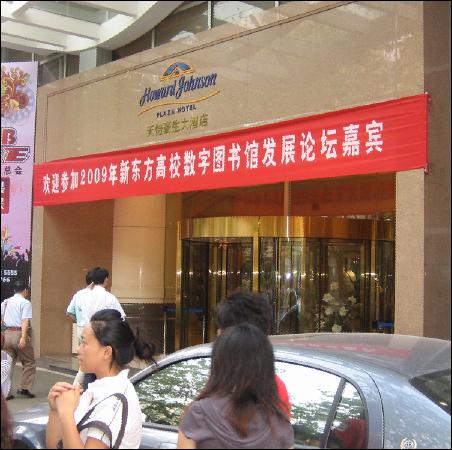 Howard Johnson
PLAZA HOTEL
天怡豪生大酒店
欢迎参加2009年新东方高校数字图书馆发展论坛嘉宾